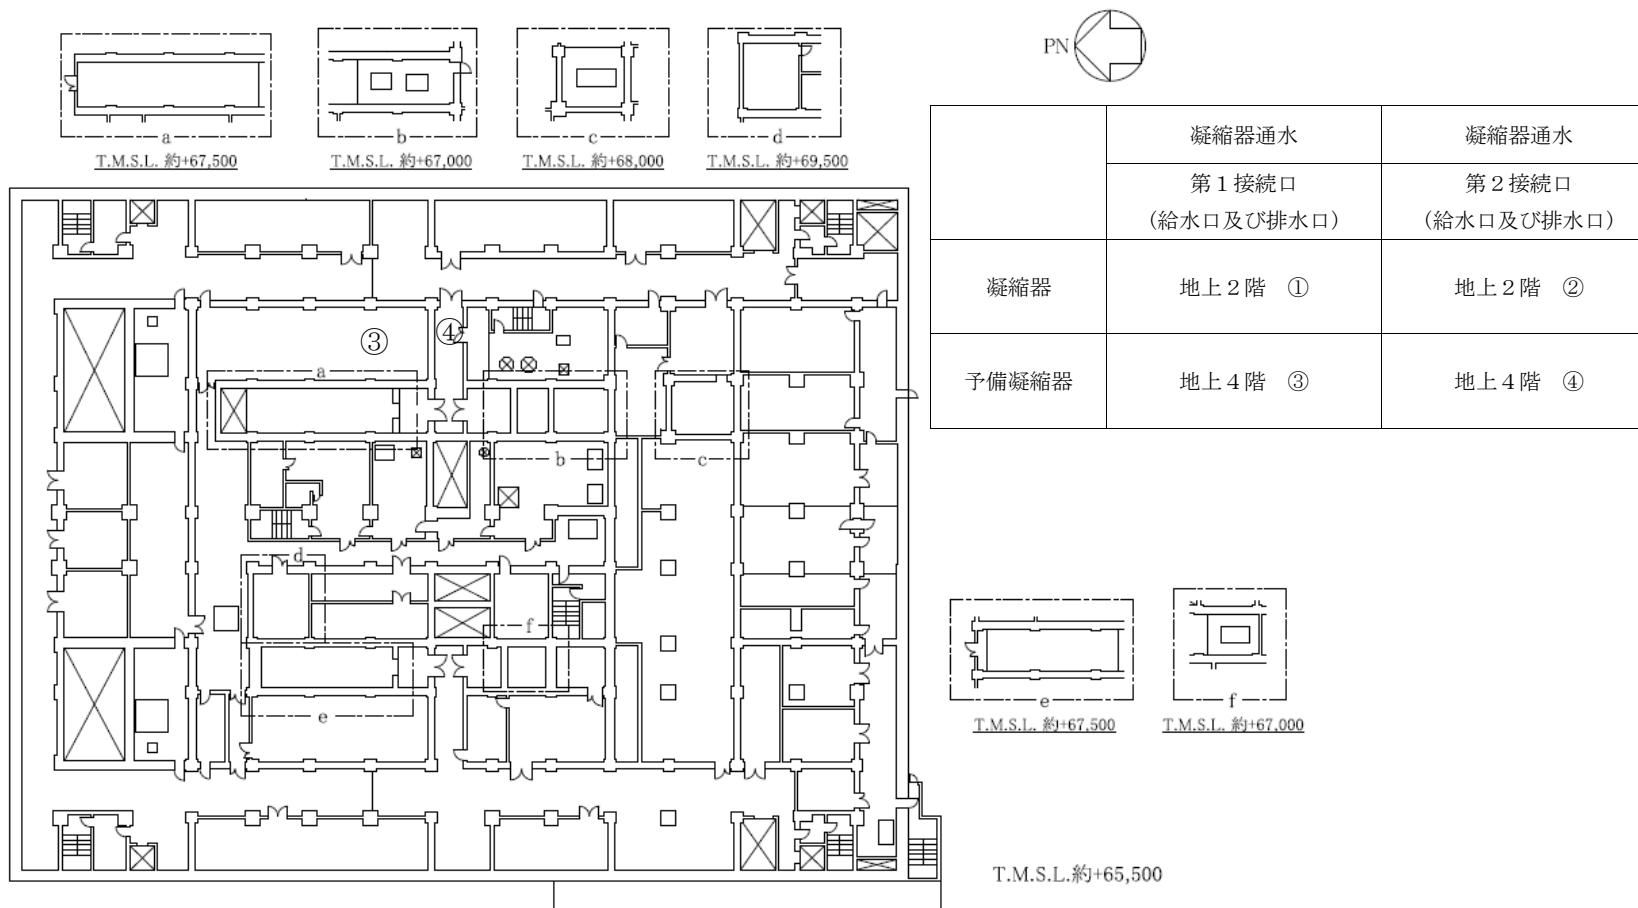 PN
a
b
c
d
T.M.S.L. 約+67,500
T.M.S.L. 約+67,000
T.M.S.L. 約+68,000
T.M.S.L. 約+69,500
凝縮器通水
凝縮器通水
第１接続口
（給水口及び排水口）
第２接続口
（給水口及び排水口）
凝縮器
地上２階　①
地上２階　②
予備凝縮器
地上４階　③
地上４階　④
③
④
a
b
c
d
f
e
e
f
T.M.S.L. 約+67,500
T.M.S.L. 約+67,000
T.M.S.L.約+65,500